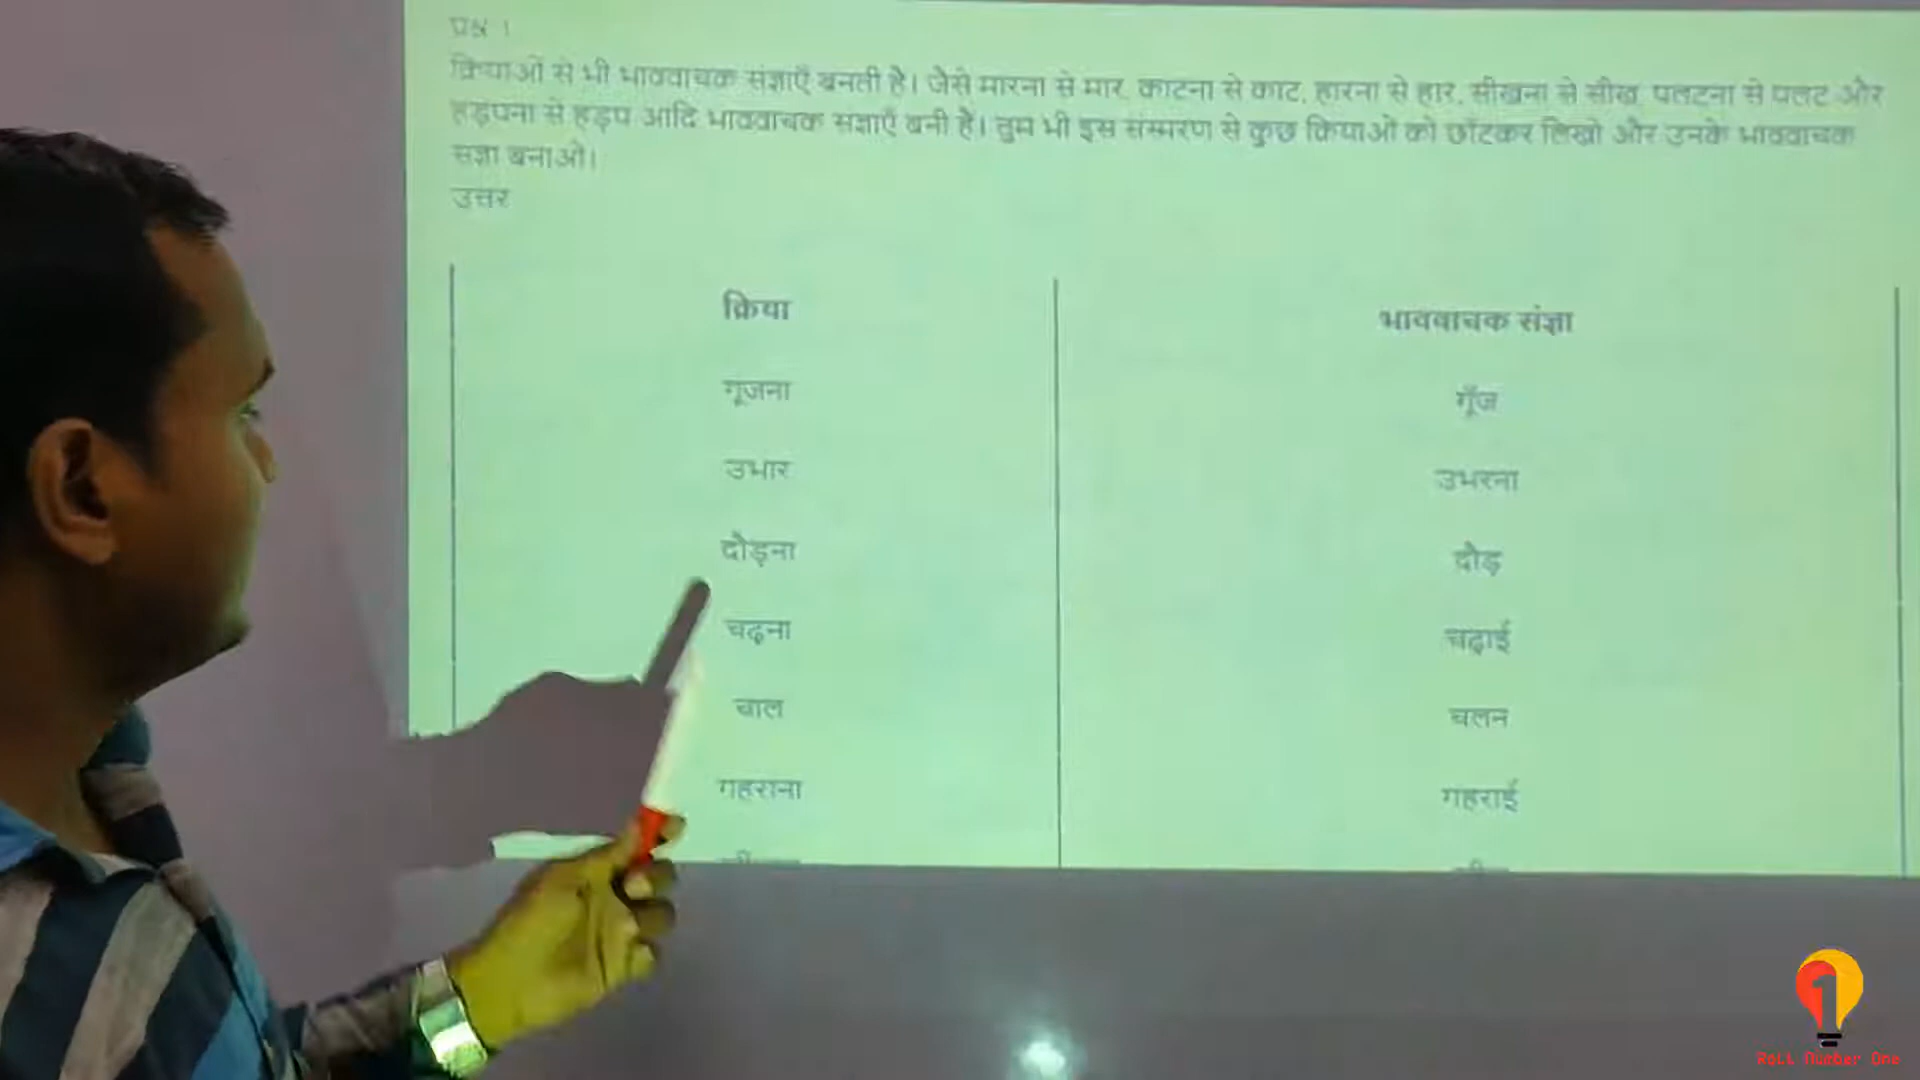 प्रश्न 1
क्रियाओं से भी भाववाचक संज्ञाएँ बनती है। जैसे मारना से मार, काटना से काट, हारना से हार, सीखना से सीख, पलटना से पलट और
हड़पना से हड़प आदि भाववाचक संज्ञाएँ बनी है। तुम भी इस संस्मरण से कुछ क्रियाओं को छाँटकर लिखो और उनके भाववाचक
संज्ञा बनाओ।
उत्तर
क्रिया भाववाचक संज्ञा
गूजना गूँज
उभार उभरना
दौड़ना दौड़
चढ़ना चढ़ाई
चाल चलन
गहराना गहराई
1
Roll Number One